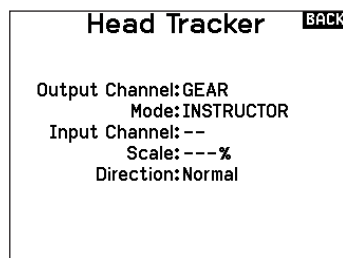 Head Tracker BACK
Output Channel:GEAR
Mode:INSTRUCTOR
Input Channel:--
Scale:---%
Direction:Normal